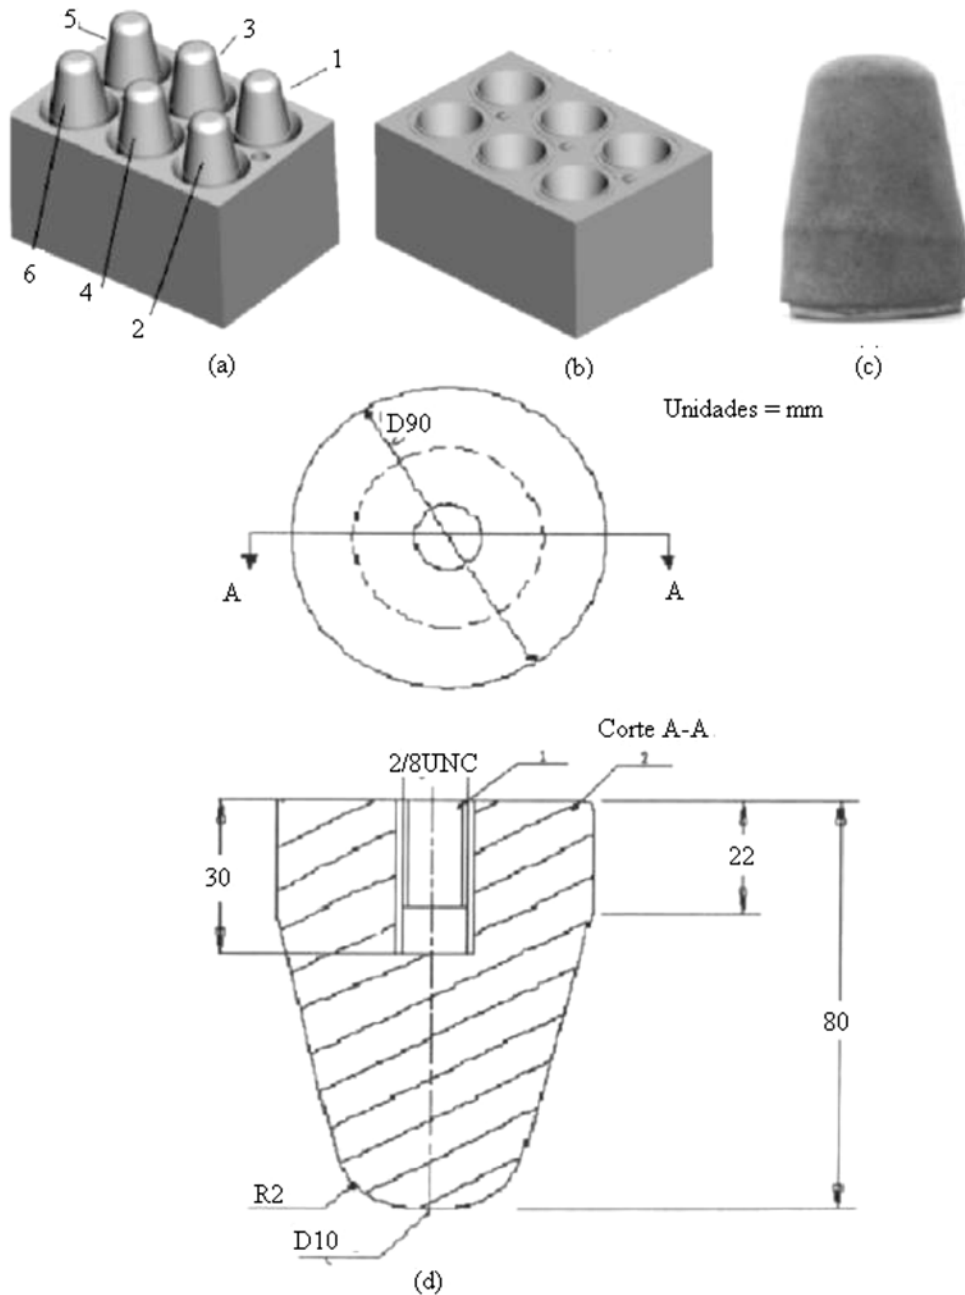 5
3
1
6
4
2
(a)
(b)
(c)
Unidades = mm
D90
A
A
Corte A-A
2/8UNC
1
2
30
22
80
R2
D10
(d)